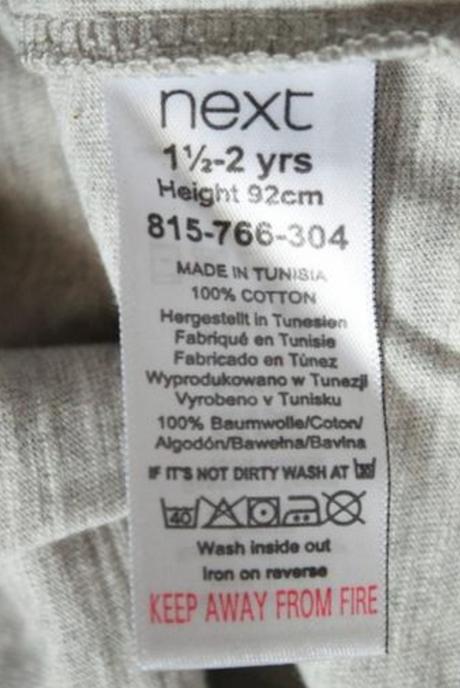 next
1½-2 yrs
Height 92cm
815-766-304
MADE IN TUNISIA
100% COTTON
Hergestellt in Tunesien
Fabriqué en Tunisie
Fabricado en Túnez
Wyprodukowano w Tunezji
Vyrobeno v Tunisku
100% Baumwolle/Coton/
Algodón/Bawełna/Bavlna
IF IT'S NOT DIRTY WASH AT 30
40
Wash inside out
Iron on reverse
KEEP AWAY FROM FIRE